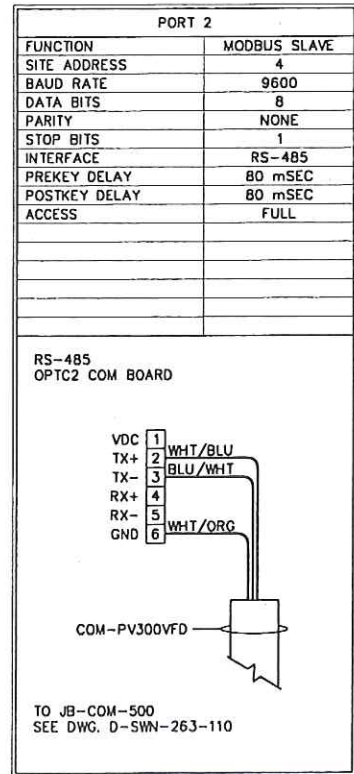 PORT 2
FUNCTION MODBUS SLAVE
SITE ADDRESS 4
BAUD RATE 9600
DATA BITS 8
PARITY NONE
STOP BITS 1
INTERFACE RS-485
PREKEY DELAY 80 mSEC
POSTKEY DELAY 80 mSEC
ACCESS FULL
RS-485
OPTC2 COM BOARD
VDC 1
TX+ 2 WHT/BLU
TX- 3 BLU/WHT
RX+ 4
RX- 5
GND 6 WHT/ORG
COM-PV300VFD
TO JB-COM-500
SEE DWG. D-SWN-263-110